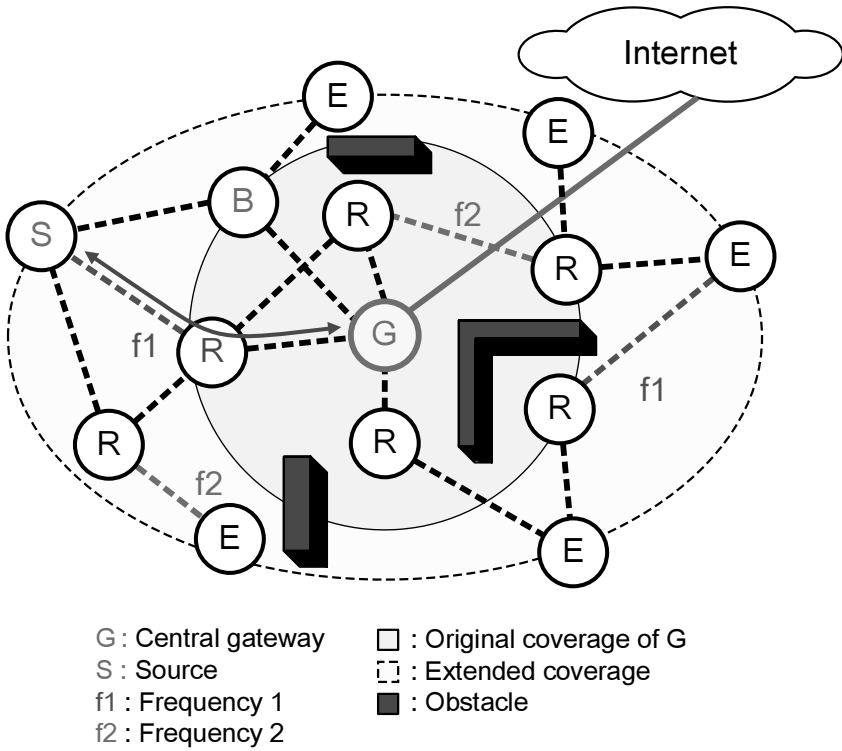 Internet
E
E
S
B
R
f2
R
E
f1
R
G
R
f1
R
R
f2
E
E
G : Central gateway
S : Source
f1 : Frequency 1
f2 : Frequency 2
: Original coverage of G
: Extended coverage
: Obstacle